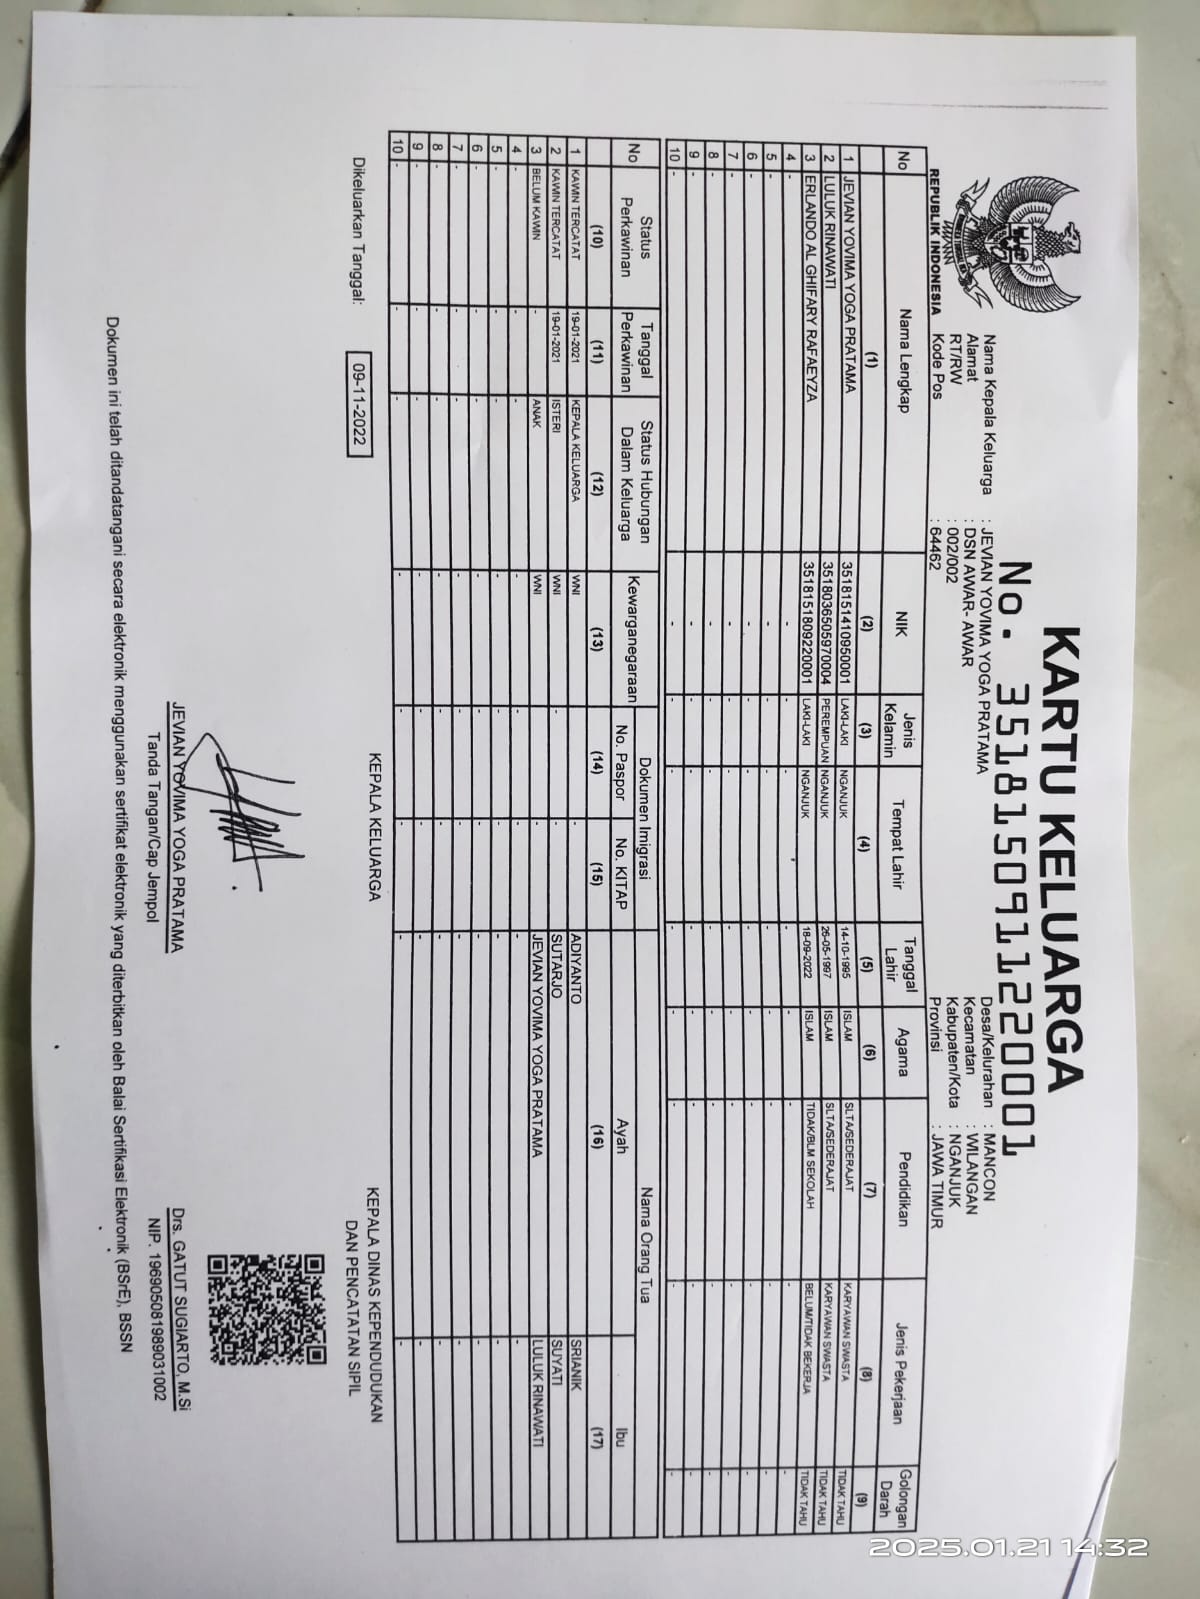 KARTU KELUARGA
No. 3518150911220001
REPUBLIK INDONESIA
Nama Kepala Keluarga : JEVIAN YOVIMA YOGA PRATAMA
Alamat : DSN AWAR- AWAR
RT/RW : 002/002
Kode Pos : 64462
Desa/Kelurahan : MANCON
Kecamatan : WILANGAN
Kabupaten/Kota : NGANJUK
Provinsi : JAWA TIMUR
No Nama Lengkap NIK Jenis Kelamin Tempat Lahir Tanggal Lahir Agama Pendidikan Jenis Pekerjaan Golongan Darah
(1) (2) (3) (4) (5) (6) (7) (8) (9)
1 JEVIAN YOVIMA YOGA PRATAMA 3518151410950001 LAKI-LAKI NGANJUK 14-10-1995 ISLAM SLTA/SEDERAJAT KARYAWAN SWASTA TIDAK TAHU
2 LULUK RINAWATI 3518036505970004 PEREMPUAN NGANJUK 26-05-1997 ISLAM SLTA/SEDERAJAT KARYAWAN SWASTA TIDAK TAHU
3 ERLANDO AL GHIFARY RAFAEYZA 3518151809220001 LAKI-LAKI NGANJUK 18-09-2022 ISLAM TIDAK/BLM SEKOLAH BELUM/TIDAK BEKERJA TIDAK TAHU
4 - - - - - - - - -
5 - - - - - - - - -
6 - - - - - - - - -
7 - - - - - - - - -
8 - - - - - - - - -
9 - - - - - - - - -
10 - - - - - - - - -
No Status Perkawinan Tanggal Perkawinan Status Hubungan Dalam Keluarga Kewarganegaraan Dokumen Imigrasi Nama Orang Tua
No. Paspor No. KITAP Ayah Ibu
(10) (11) (12) (13) (14) (15) (16) (17)
1 KAWIN TERCATAT 19-01-2021 KEPALA KELUARGA WNI - - ADIYANTO SRIANIK
2 KAWIN TERCATAT 19-01-2021 ISTERI WNI - - SUTARJO SUYATI
3 BELUM KAWIN - ANAK WNI - - JEVIAN YOVIMA YOGA PRATAMA LULUK RINAWATI
4 - - - - - - - -
5 - - - - - - - -
6 - - - - - - - -
7 - - - - - - - -
8 - - - - - - - -
9 - - - - - - - -
10 - - - - - - - -
Dikeluarkan Tanggal: 09-11-2022
KEPALA KELUARGA
JEVIAN YOVIMA YOGA PRATAMA
Tanda Tangan/Cap Jempol
KEPALA DINAS KEPENDUDUKAN
DAN PENCATATAN SIPIL
Drs. GATUT SUGIARTO, M.Si
NIP. 196905081989031002
Dokumen ini telah ditandatangani secara elektronik menggunakan sertifikat elektronik yang diterbitkan oleh Balai Sertifikasi Elektronik (BSrE), BSSN
2025.01.21 14:32